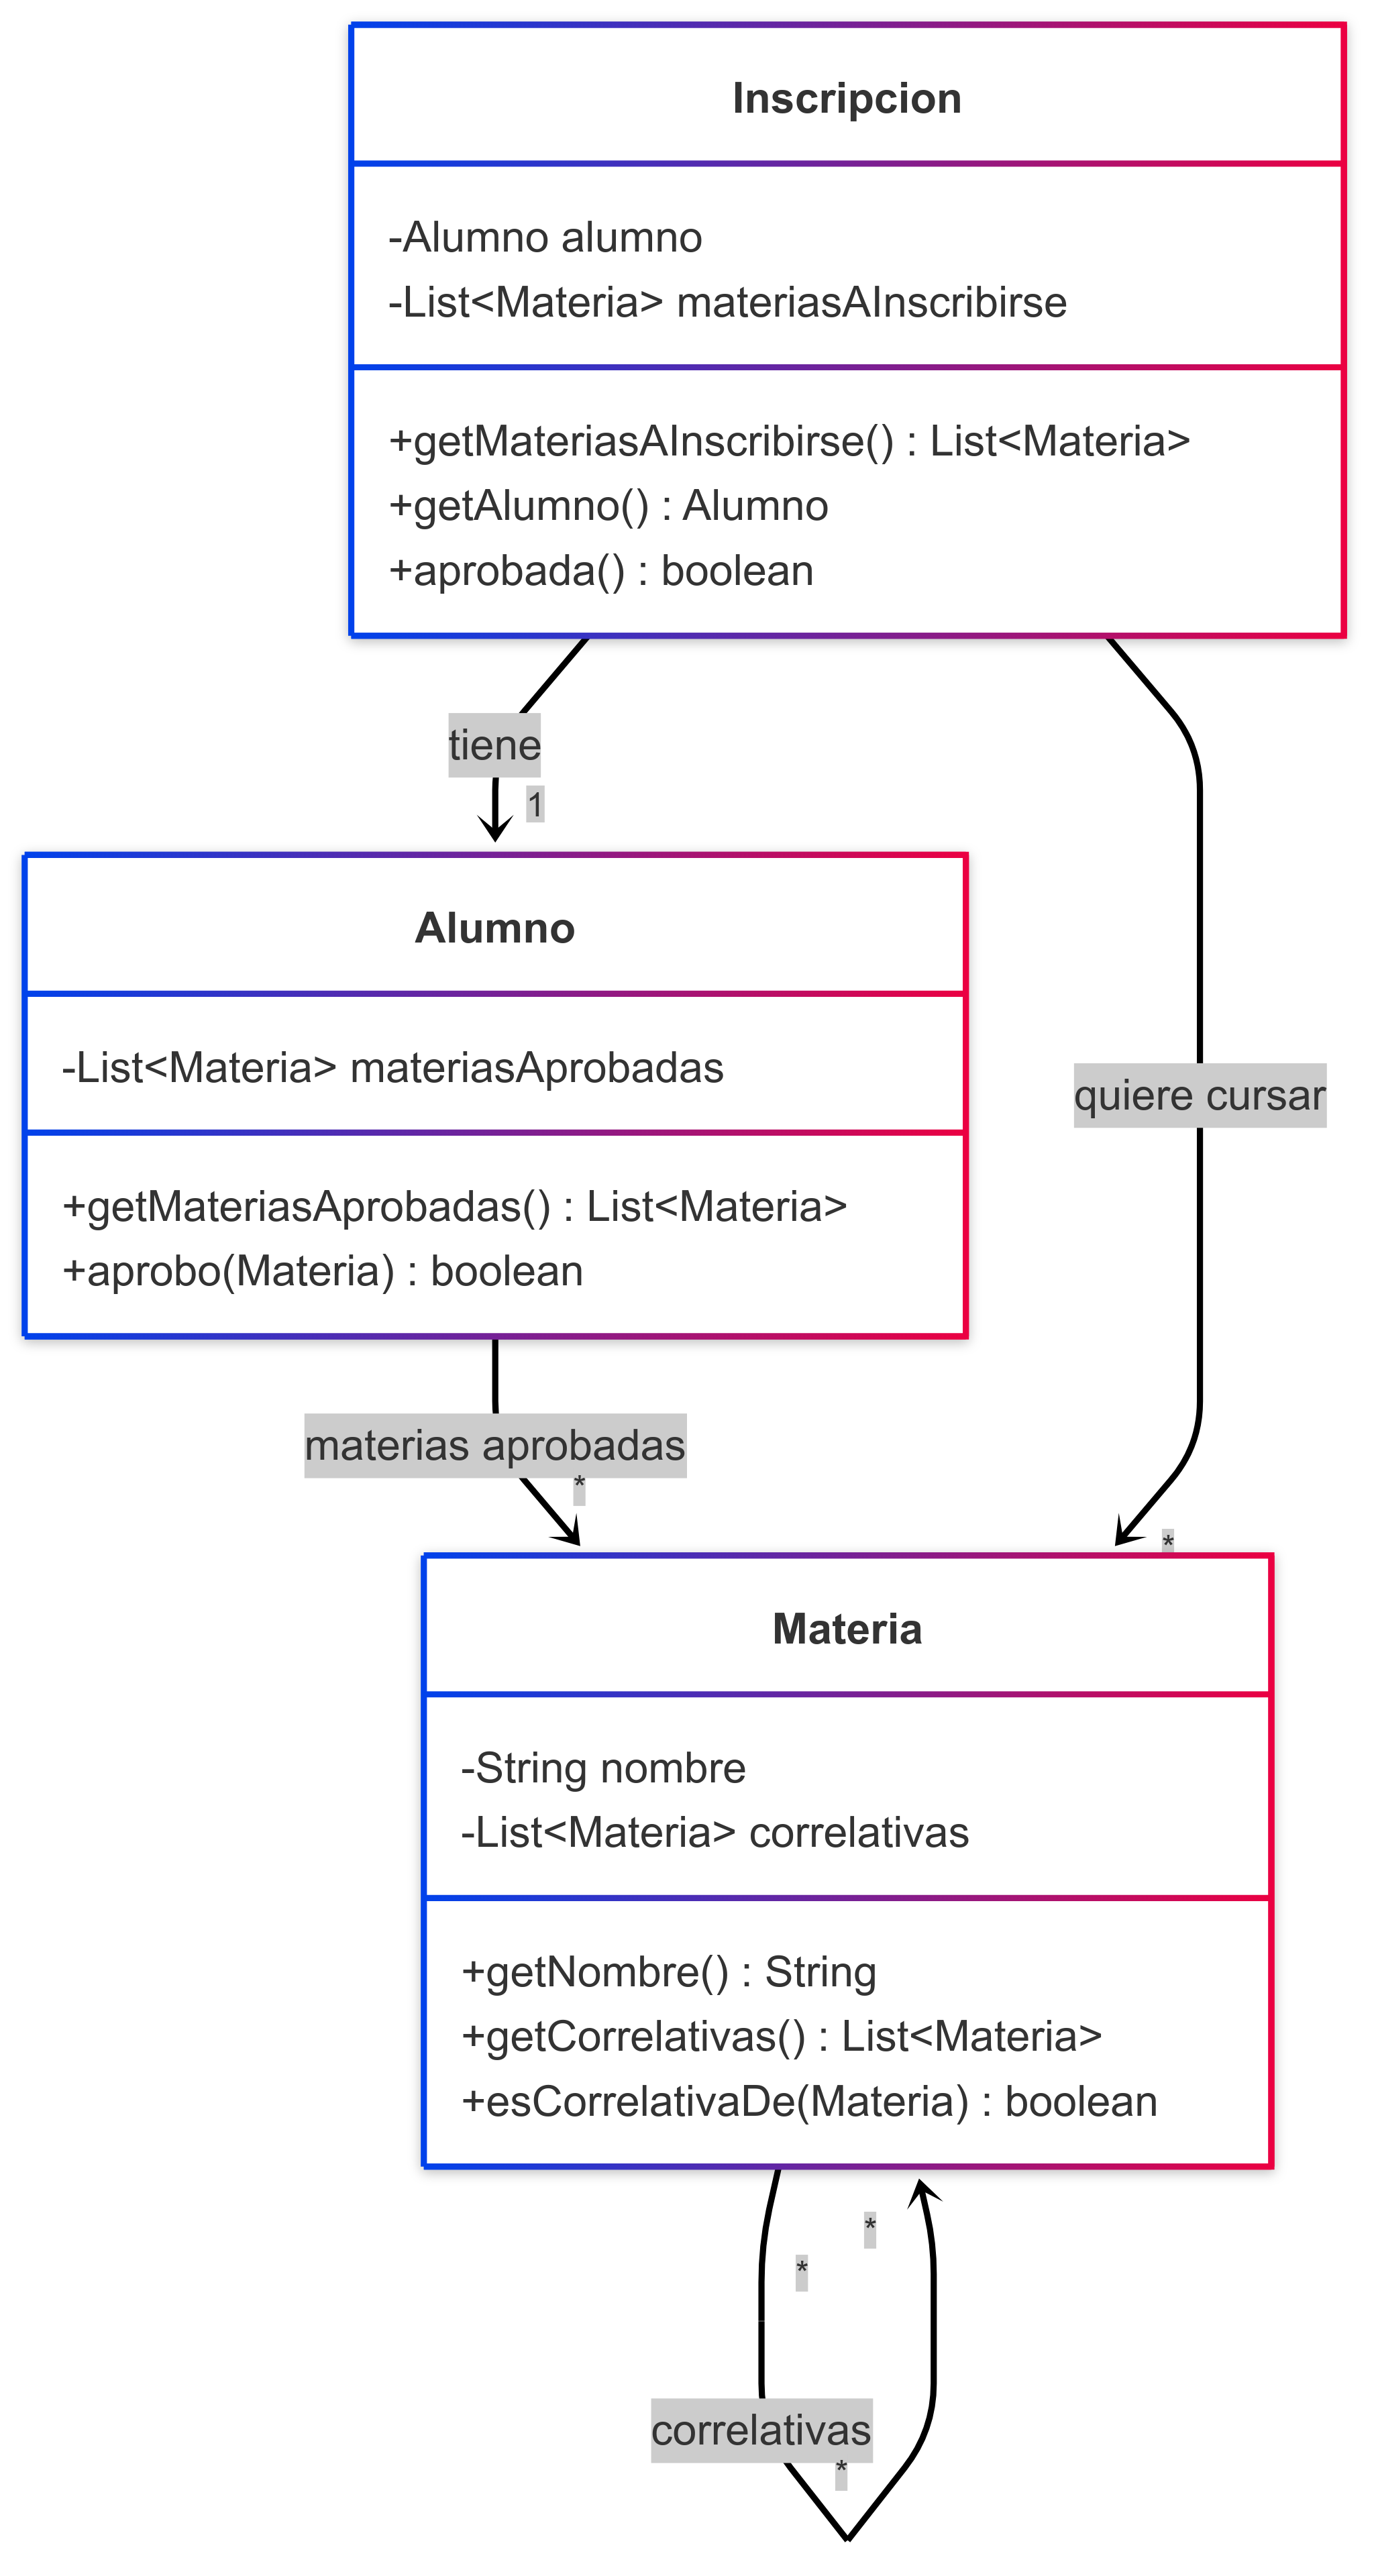 Inscripcion
-Alumno alumno
-List<Materia> materiasAInscribirse
+getMateriasAInscribirse() : List<Materia>
+getAlumno() : Alumno
+aprobada() : boolean
tiene
1
Alumno
-List<Materia> materiasAprobadas
+getMateriasAprobadas() : List<Materia>
+aprobo(Materia) : boolean
quiere cursar
materias aprobadas
*
*
Materia
-String nombre
-List<Materia> correlativas
+getNombre() : String
+getCorrelativas() : List<Materia>
+esCorrelativaDe(Materia) : boolean
*
*
correlativas
*